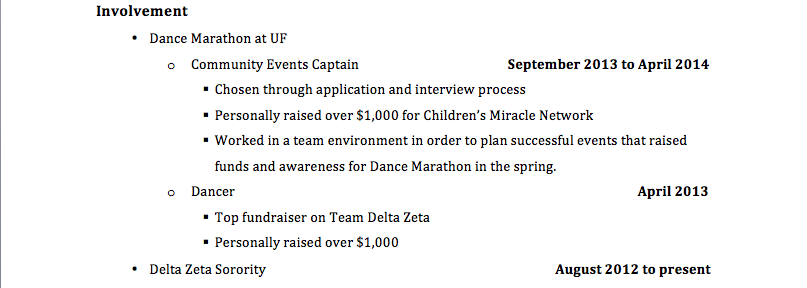 Involvement
• Dance Marathon at UF
o Community Events Captain September 2013 to April 2014
▪ Chosen through application and interview process
▪ Personally raised over $1,000 for Children’s Miracle Network
▪ Worked in a team environment in order to plan successful events that raised
funds and awareness for Dance Marathon in the spring.
o Dancer April 2013
▪ Top fundraiser on Team Delta Zeta
▪ Personally raised over $1,000
• Delta Zeta Sorority August 2012 to present